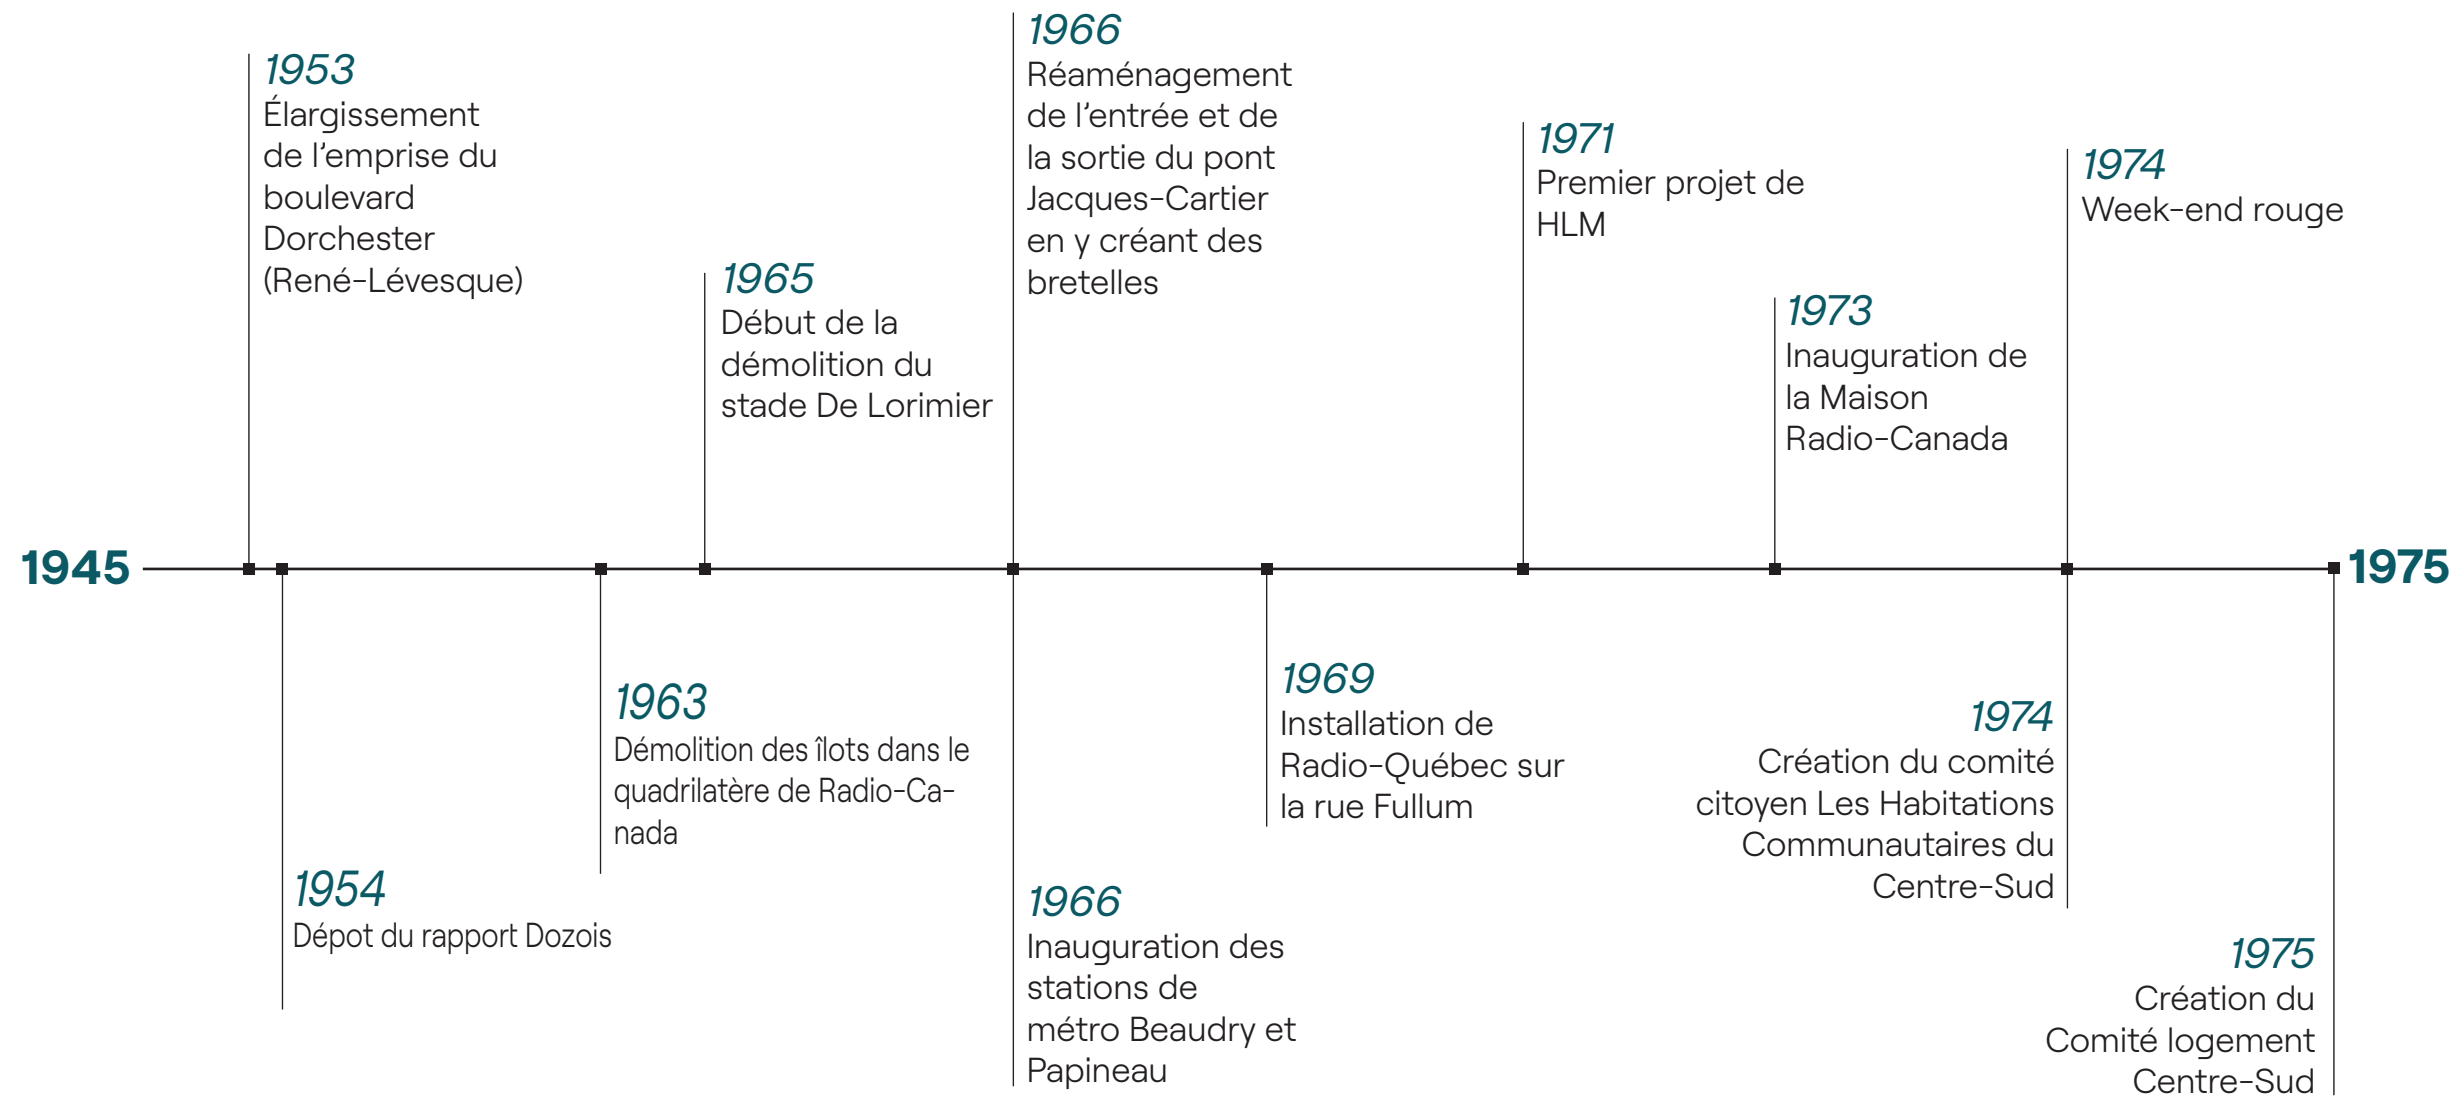 1945
1953
Élargissement
de l’emprise du
boulevard
Dorchester
(René-Lévesque)
1954
Dépot du rapport Dozois
1963
Démolition des îlots dans le
quadrilatère de Radio-Ca-
nada
1965
Début de la
démolition du
stade De Lorimier
1966
Réaménagement
de l’entrée et de
la sortie du pont
Jacques-Cartier
en y créant des
bretelles
1966
Inauguration des
stations de
métro Beaudry et
Papineau
1969
Installation de
Radio-Québec sur
la rue Fullum
1971
Premier projet de
HLM
1973
Inauguration de
la Maison
Radio-Canada
1974
Week-end rouge
1974
Création du comité
citoyen Les Habitations
Communautaires du
Centre-Sud
1975
Création du
Comité logement
Centre-Sud
1975